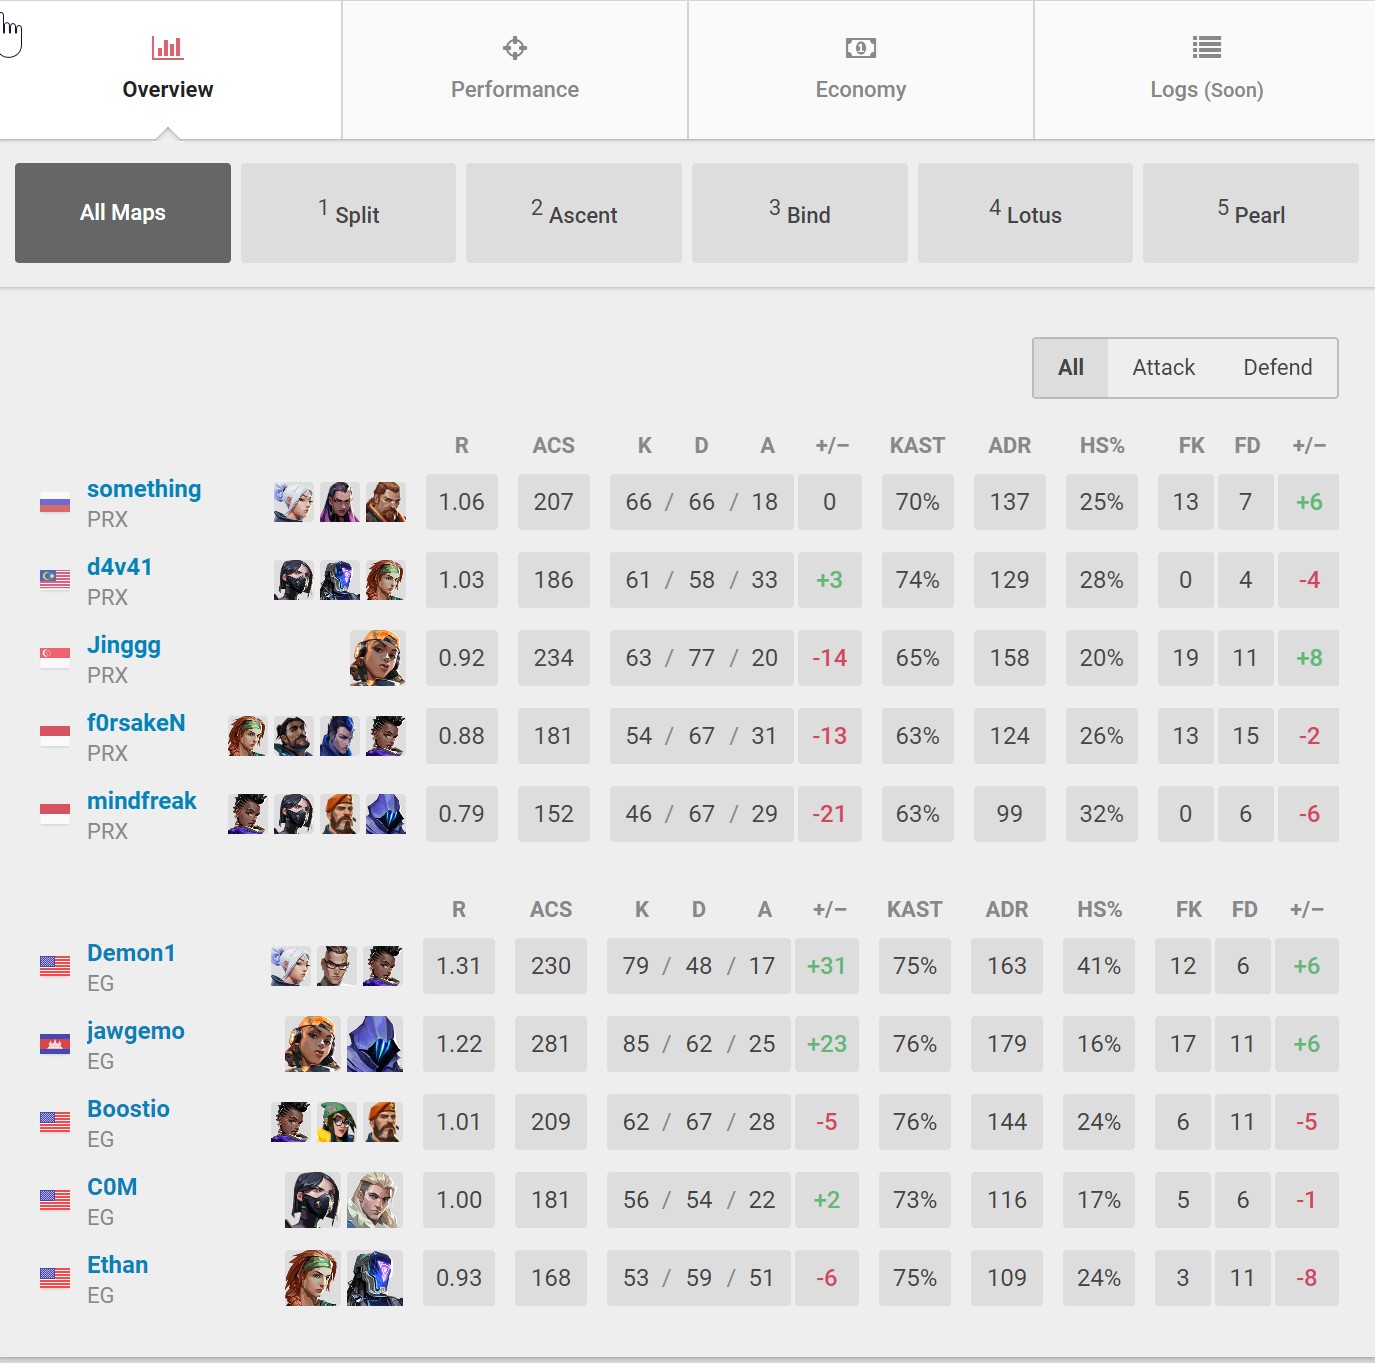 Overview Performance Economy Logs (Soon)
All Maps 1 Split 2 Ascent 3 Bind 4 Lotus 5 Pearl
All Attack Defend
R ACS K D A +/– KAST ADR HS% FK FD +/–
something PRX 1.06 207 66 / 66 / 18 0 70% 137 25% 13 7 +6
d4v41 PRX 1.03 186 61 / 58 / 33 +3 74% 129 28% 0 4 -4
Jinggg PRX 0.92 234 63 / 77 / 20 -14 65% 158 20% 19 11 +8
f0rsakeN PRX 0.88 181 54 / 67 / 31 -13 63% 124 26% 13 15 -2
mindfreak PRX 0.79 152 46 / 67 / 29 -21 63% 99 32% 0 6 -6
R ACS K D A +/– KAST ADR HS% FK FD +/–
Demon1 EG 1.31 230 79 / 48 / 17 +31 75% 163 41% 12 6 +6
jawgemo EG 1.22 281 85 / 62 / 25 +23 76% 179 16% 17 11 +6
Boostio EG 1.01 209 62 / 67 / 28 -5 76% 144 24% 6 11 -5
C0M EG 1.00 181 56 / 54 / 22 +2 73% 116 17% 5 6 -1
Ethan EG 0.93 168 53 / 59 / 51 -6 75% 109 24% 3 11 -8